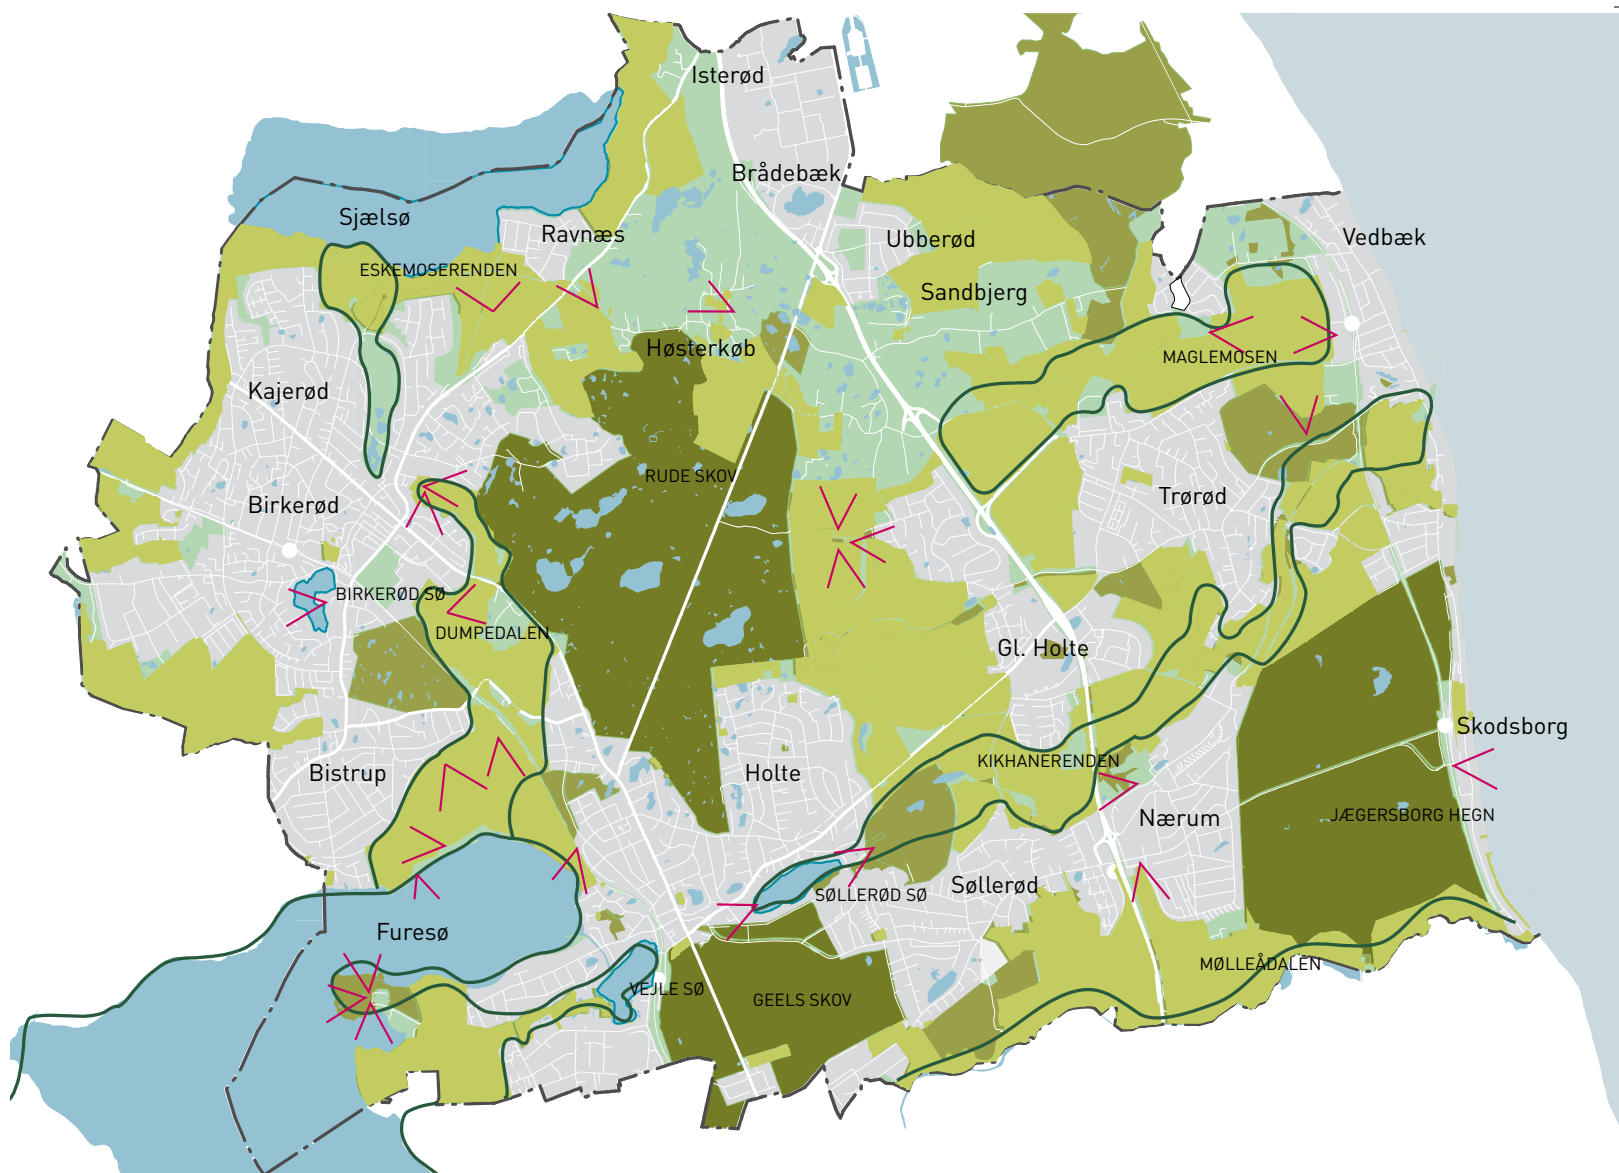 Isterød
Brådebæk
Sjælsø
Ravnæs
Ubberød
Vedbæk
ESKEMOSERENDEN
Sandbjerg
Høsterkøb
MAGLEMOSEN
Kajerød
RUDE SKOV
Trørød
Birkerød
BIRKERØD SØ
DUMPEDALEN
Gl. Holte
Skodsborg
KIKHANERENDEN
Bistrup
Holte
JÆGERSBORG HEGN
Nærum
Søllerød
SØLLERØD SØ
Furesø
MØLLEÅDALEN
VEJLE SØ
GEELS SKOV